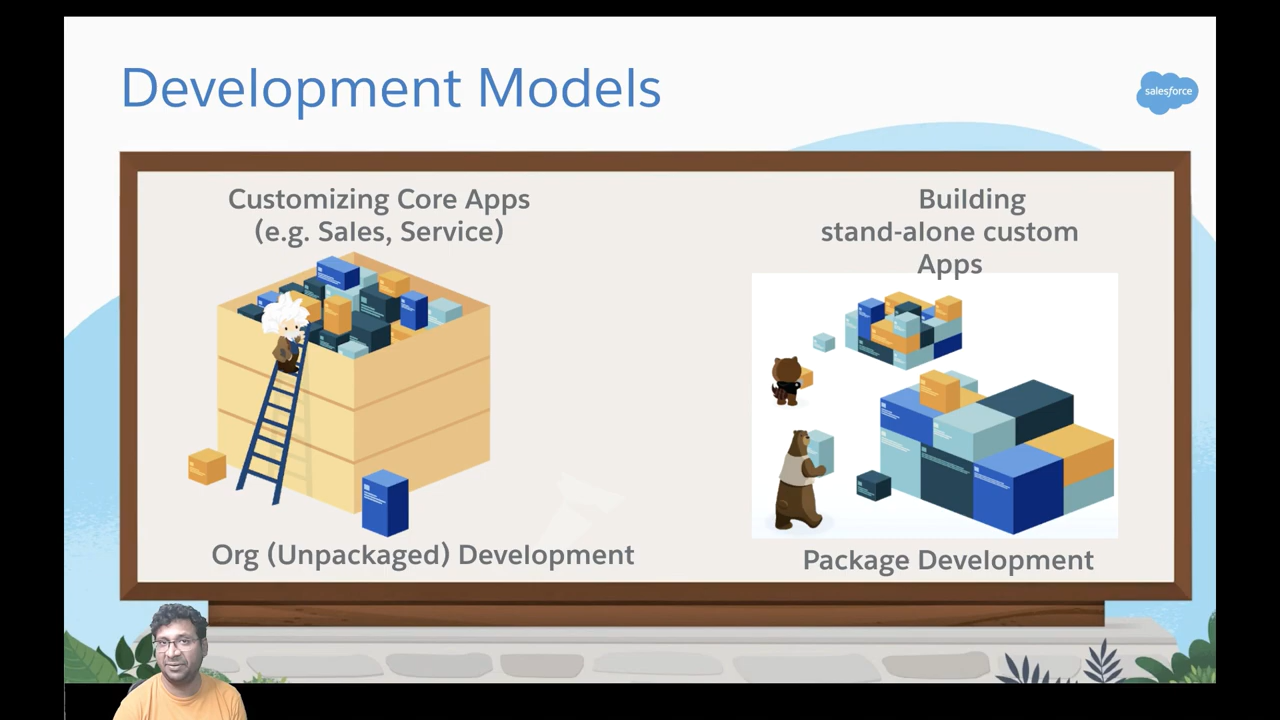 Development Models
salesforce
Customizing Core Apps
(e.g. Sales, Service)
Building
stand-alone custom
Apps
Org (Unpackaged) Development
Package Development